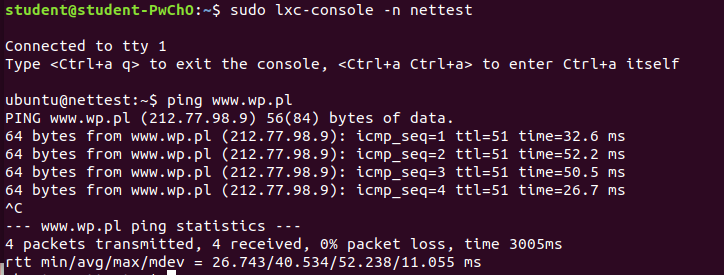 student@student-PwChO:~$ sudo lxc-console -n nettest
Connected to tty 1
Type <Ctrl+a q> to exit the console, <Ctrl+a Ctrl+a> to enter Ctrl+a itself
ubuntu@nettest:~$ ping www.wp.pl
PING www.wp.pl (212.77.98.9) 56(84) bytes of data.
64 bytes from www.wp.pl (212.77.98.9): icmp_seq=1 ttl=51 time=32.6 ms
64 bytes from www.wp.pl (212.77.98.9): icmp_seq=2 ttl=51 time=52.2 ms
64 bytes from www.wp.pl (212.77.98.9): icmp_seq=3 ttl=51 time=50.5 ms
64 bytes from www.wp.pl (212.77.98.9): icmp_seq=4 ttl=51 time=26.7 ms
^C
--- www.wp.pl ping statistics ---
4 packets transmitted, 4 received, 0% packet loss, time 3005ms
rtt min/avg/max/mdev = 26.743/40.534/52.238/11.055 ms